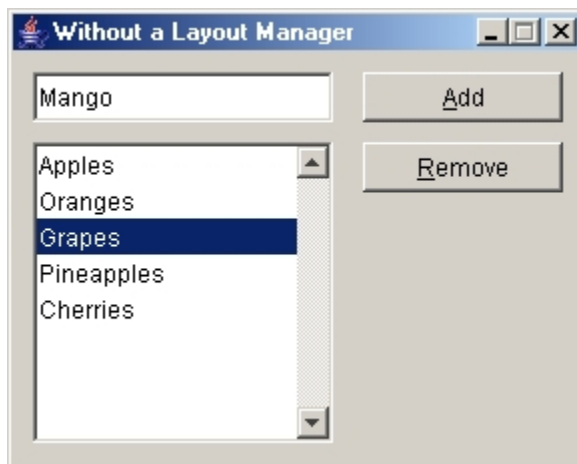 Without a Layout Manager
Mango
Add
Apples
Remove
Oranges
Grapes
Pineapples
Cherries